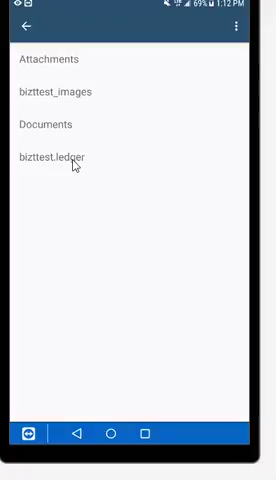 69% 1:12 PM
Attachments
bizttest_images
Documents
bizttest.ledger